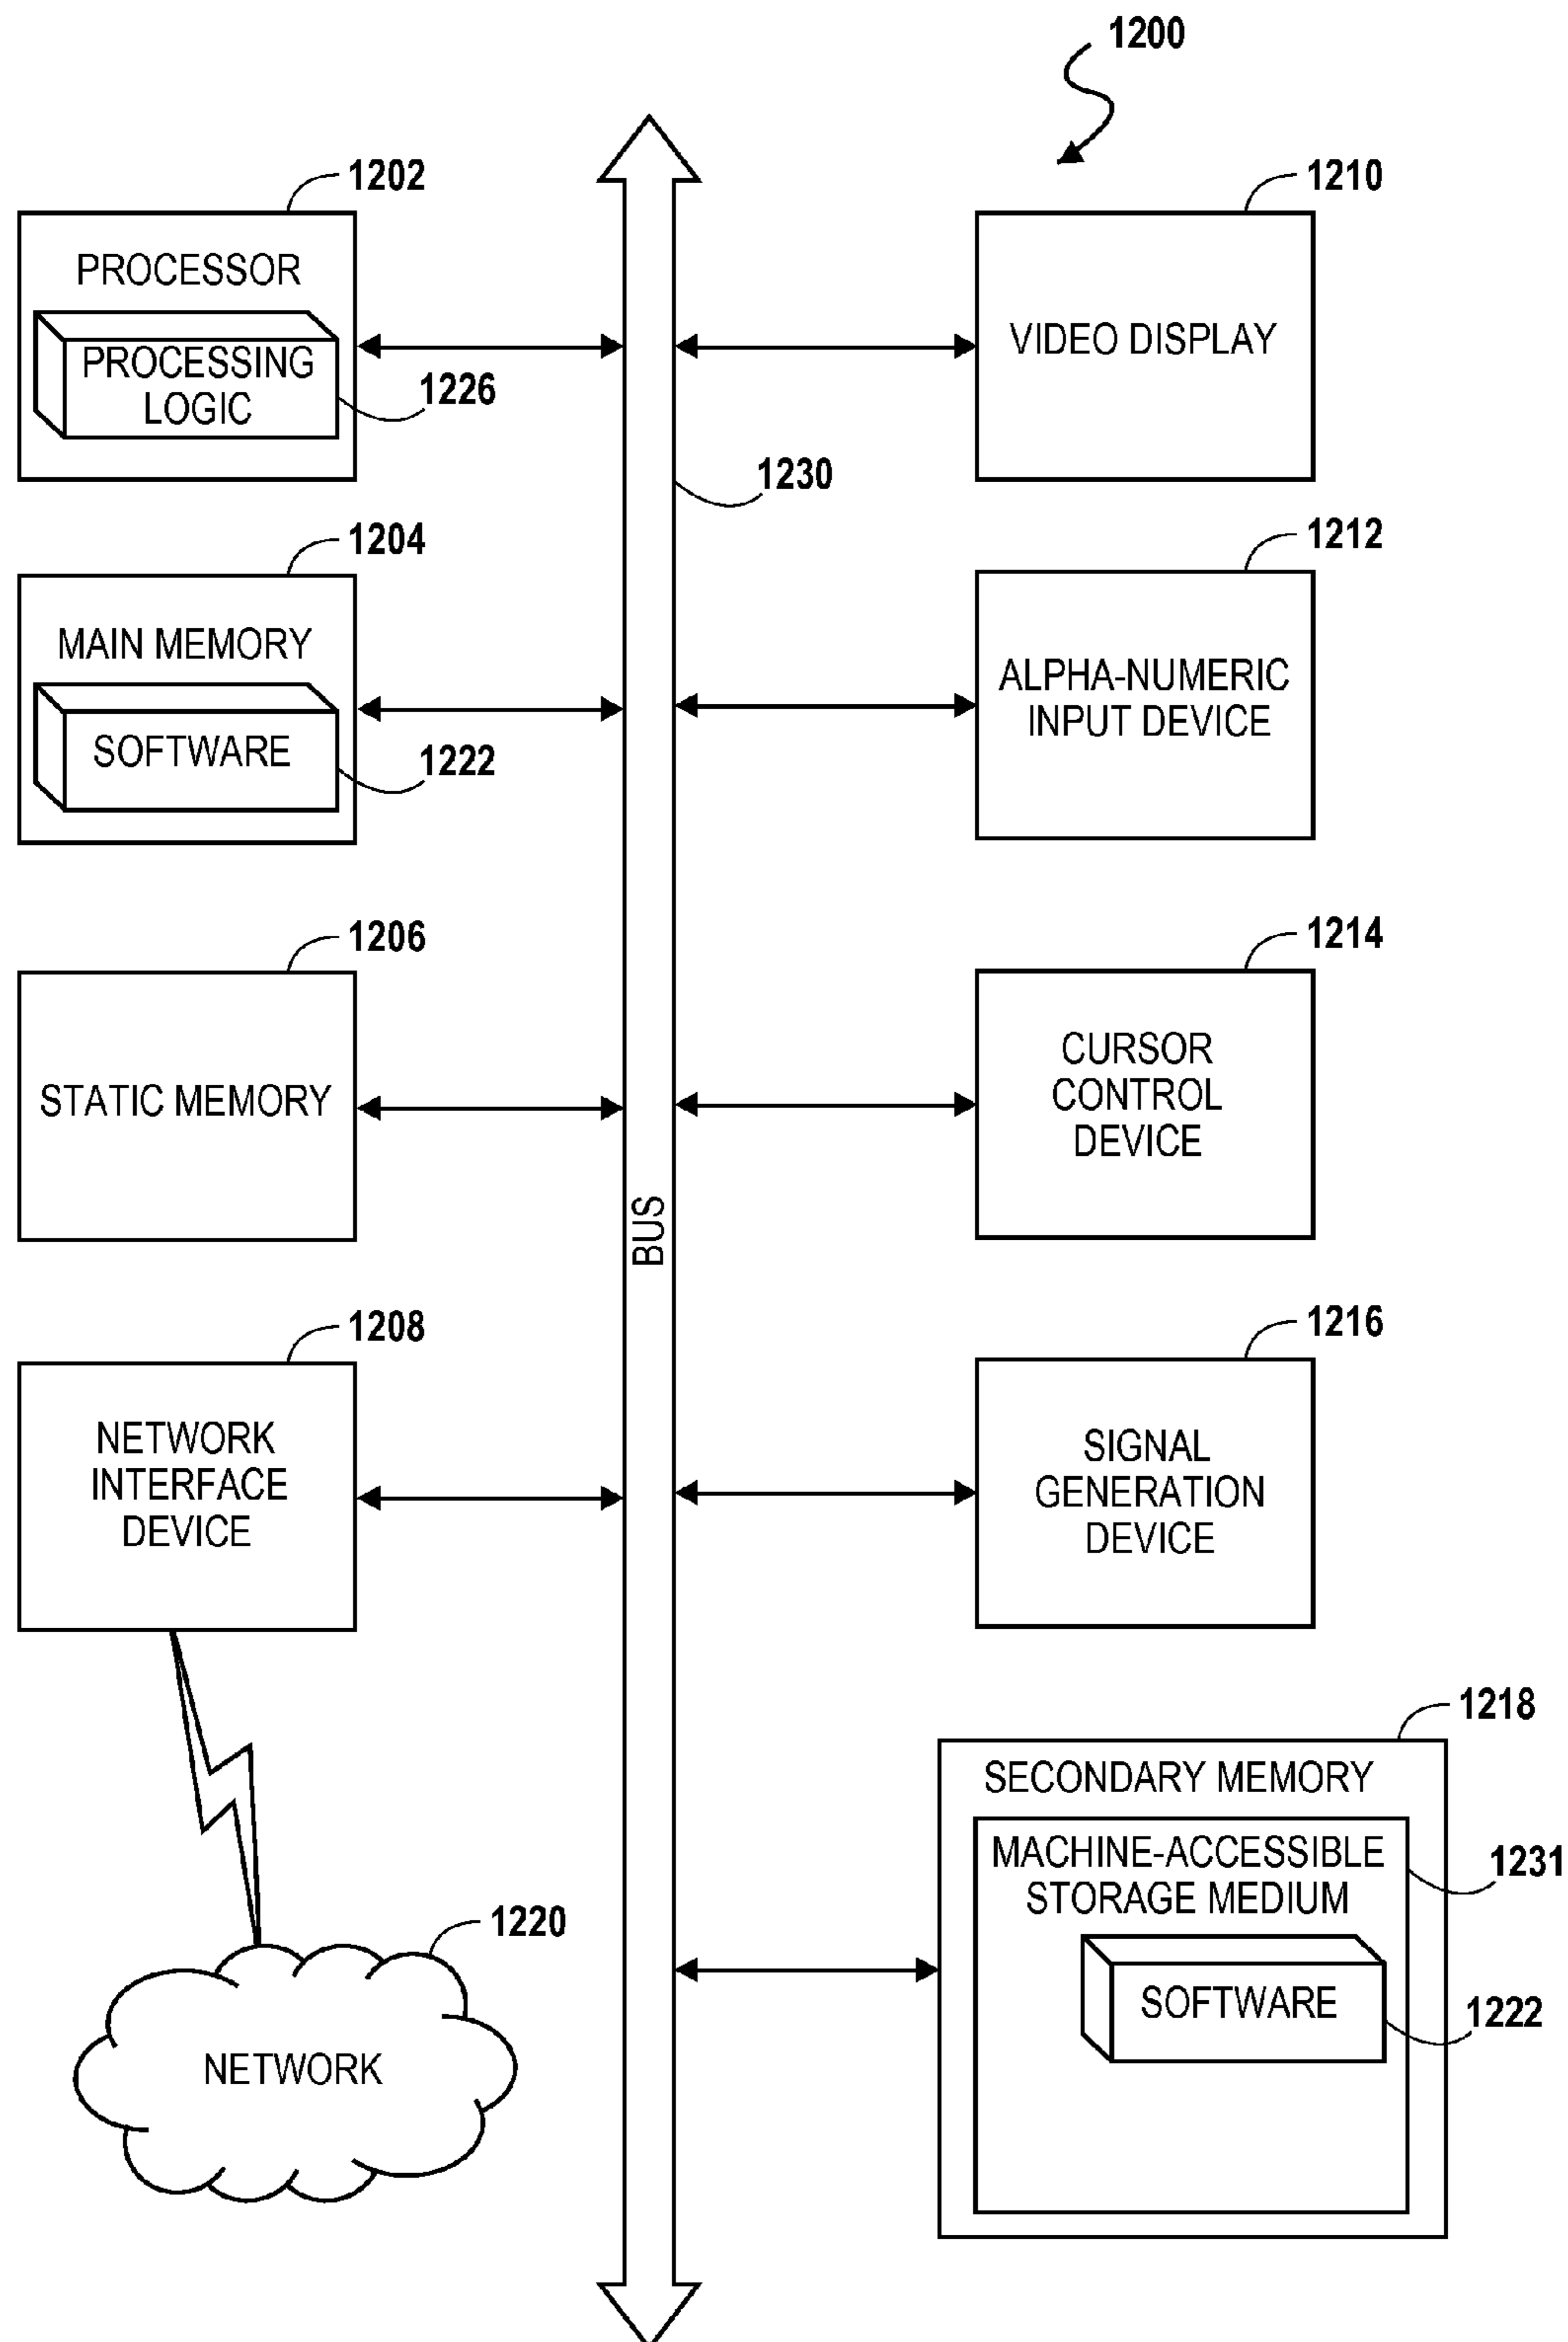 1200
1202
PROCESSOR
PROCESSING
LOGIC
1226
1210
VIDEO DISPLAY
1230
1204
MAIN MEMORY
SOFTWARE
1222
1212
ALPHA-NUMERIC
INPUT DEVICE
1206
STATIC MEMORY
1214
CURSOR
CONTROL
DEVICE
BUS
1208
NETWORK
INTERFACE
DEVICE
1216
SIGNAL
GENERATION
DEVICE
1218
SECONDARY MEMORY
MACHINE-ACCESSIBLE
STORAGE MEDIUM
1231
SOFTWARE
1222
1220
NETWORK